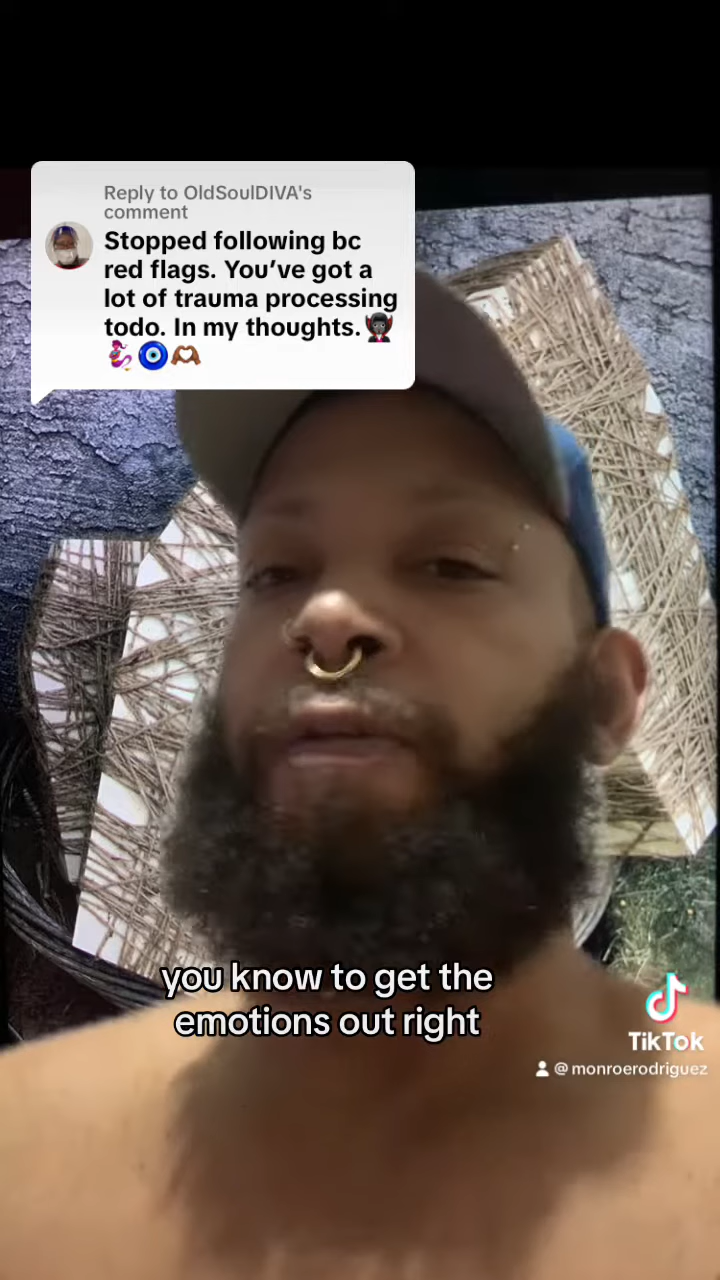 Reply to OldSoulDIVA's
comment
Stopped following bc
red flags. You’ve got a
lot of trauma processing
todo. In my thoughts.🧛🏿
🧞‍♀️🧿🫶🏾
you know to get the
emotions out right
TikTok
@monroerodriguez